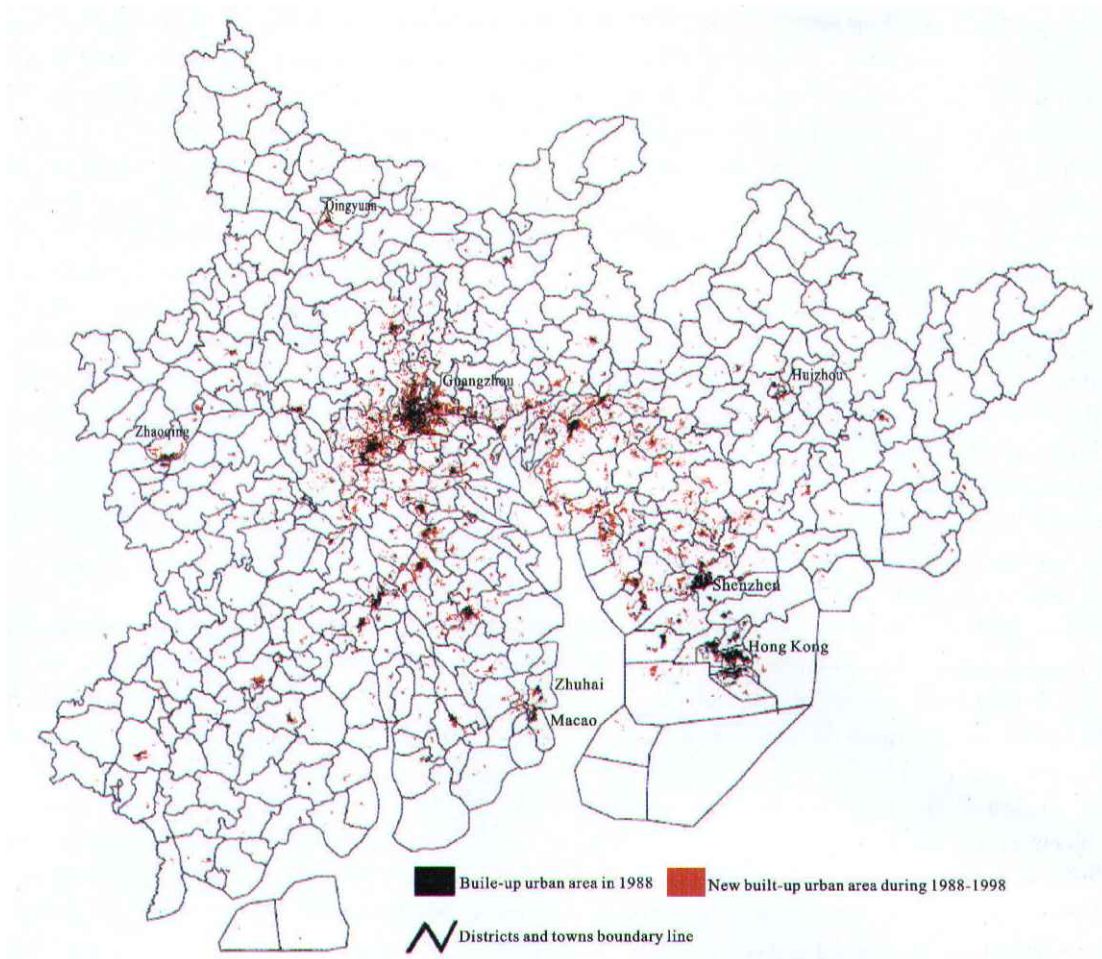 Qingyuan
Guangzhou
Huizhou
Zhaoqing
Shenzhen
Hong Kong
Zhuhai
Macao
Buile-up urban area in 1988
New built-up urban area during 1988-1998
Districts and towns boundary line